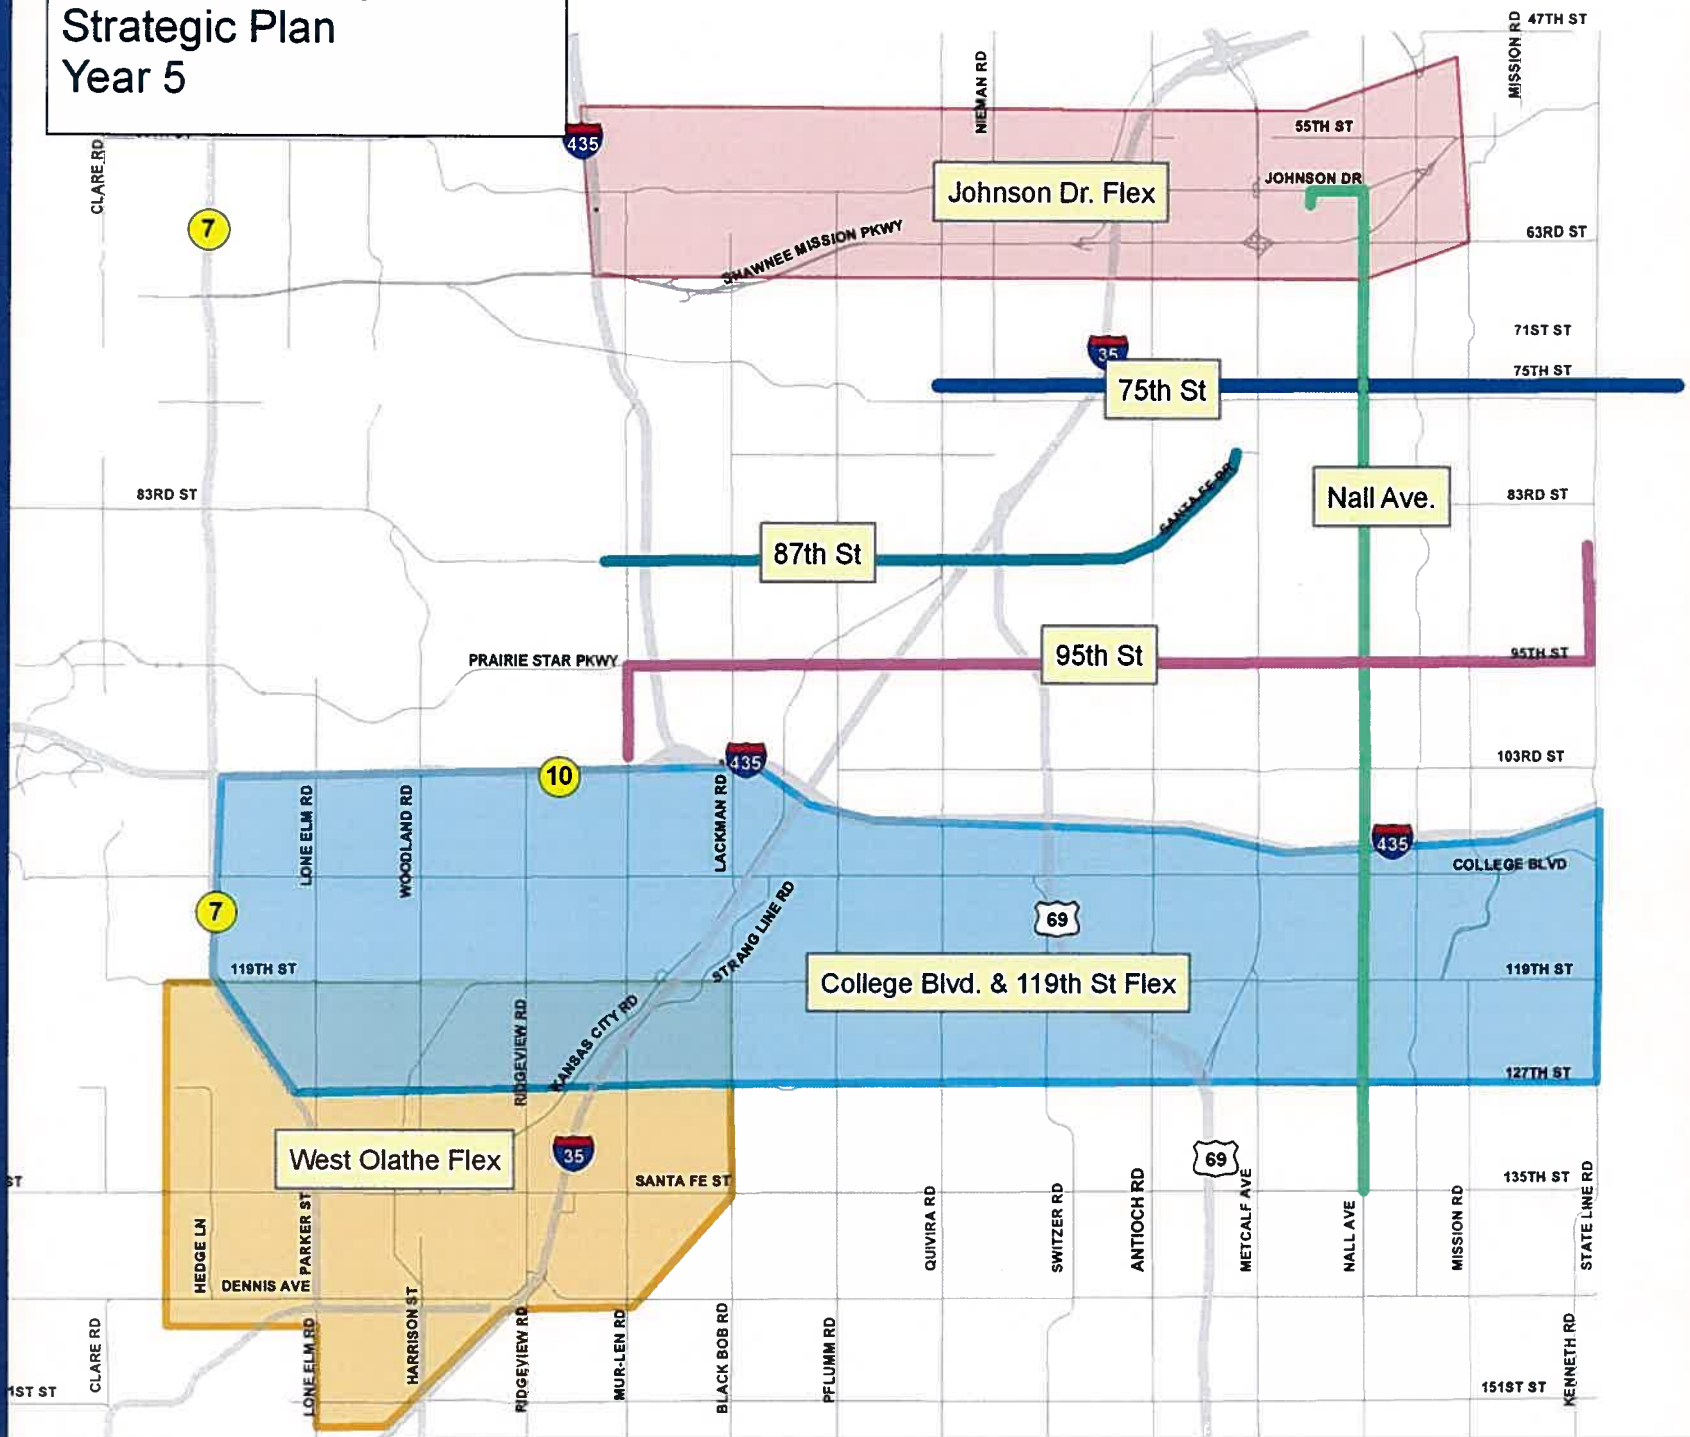 Strategic Plan
Year 5
47TH ST
MISSION RD
NIEMAN RD
55TH ST
435
CLARE RD
JOHNSON DR
Johnson Dr. Flex
7
63RD ST
SHAWNEE MISSION PKWY
71ST ST
35
75TH ST
75th St
83RD ST
SANTA FE DR
Nall Ave.
83RD ST
87th St
PRAIRIE STAR PKWY
95th St
95TH ST
435
103RD ST
10
LONE ELM RD
WOODLAND RD
LACKMAN RD
435
COLLEGE BLVD
7
69
STRANG LINE RD
119TH ST
119TH ST
College Blvd. & 119th St Flex
RIDGEVIEW RD
KANSAS CITY RD
127TH ST
West Olathe Flex
35
69
SANTA FE ST
135TH ST
ST
HEDGE LN
PARKER ST
QUIVIRA RD
SWITZER RD
ANTIOCH RD
METCALF AVE
NALL AVE
MISSION RD
STATE LINE RD
DENNIS AVE
CLARE RD
LONE ELM RD
HARRISON ST
RIDGEVIEW RD
MUR-LEN RD
BLACK BOB RD
PFLUMM RD
KENNETH RD
1ST ST
151ST ST